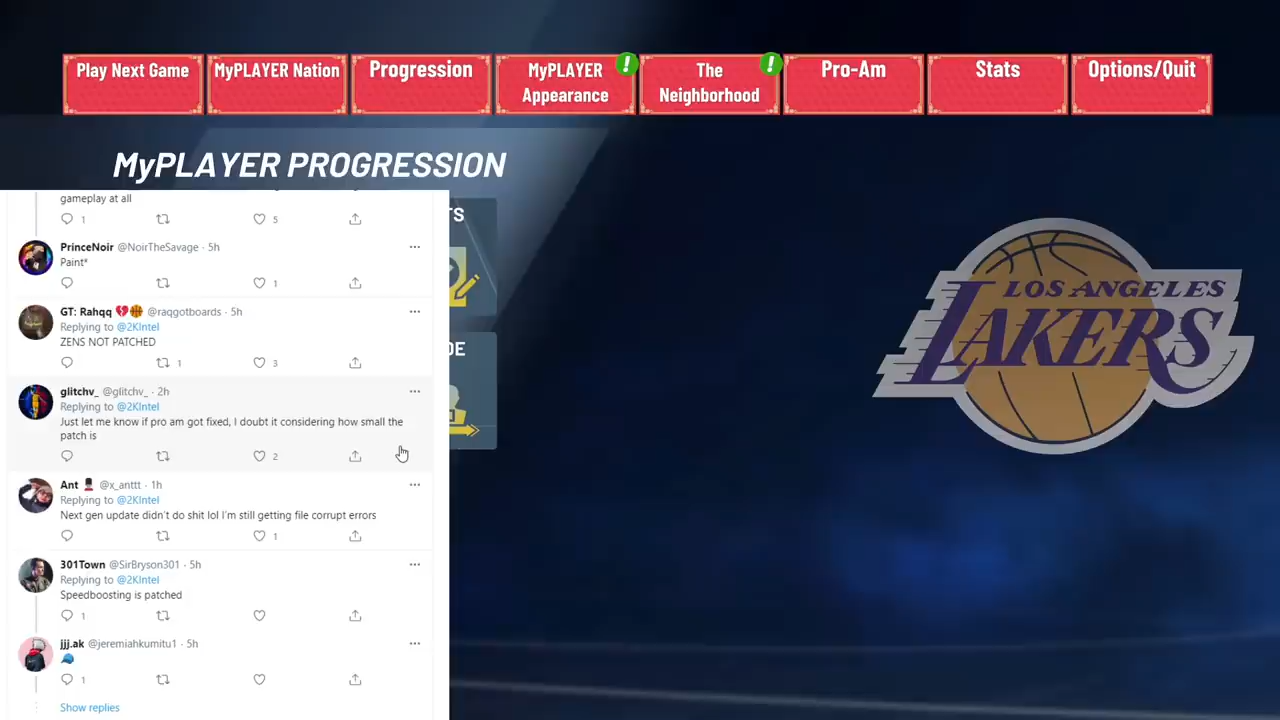 Play Next Game
MyPLAYER Nation
Progression
MyPLAYER
Appearance
!
The
Neighborhood
!
Pro-Am
Stats
Options/Quit
MyPLAYER PROGRESSION
gameplay at all
1
5
PrinceNoir @NoirTheSavage · 5h
Paint*
1
GT: Rahqq 💔🏀 @raqgotboards · 5h
Replying to @2KIntel
ZENS NOT PATCHED
1
3
glitchv_ @glitchv_ · 2h
Replying to @2KIntel
Just let me know if pro am got fixed, I doubt it considering how small the
patch is
2
Ant 💂🏿 @x_anttt · 1h
Replying to @2KIntel
Next gen update didn't do shit lol I'm still getting file corrupt errors
1
301Town @SirBryson301 · 5h
Replying to @2KIntel
Speedboosting is patched
1
jjj.ak @jeremiahkumitu1 · 5h
🧢
1
Show replies
TS
DE
LOS ANGELES
LAKERS